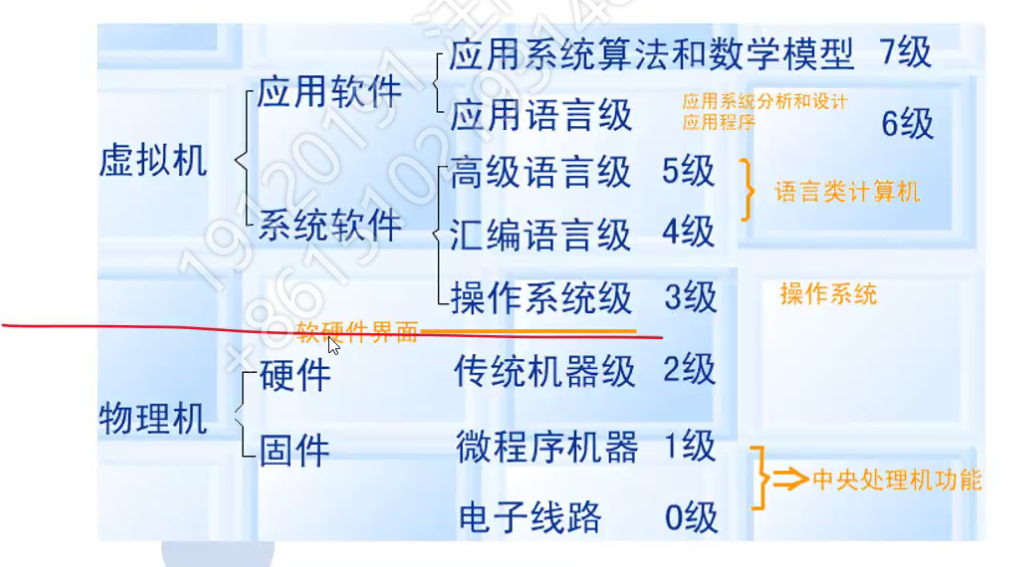 应用系统算法和数学模型 7级
应用软件
应用语言级 应用系统分析和设计 6级
应用程序
虚拟机
高级语言级 5级
语言类计算机
系统软件
汇编语言级 4级
操作系统级 3级 操作系统
软硬件界面
硬件 传统机器级 2级
物理机
固件 微程序机器 1级
中央处理机功能
电子线路 0级